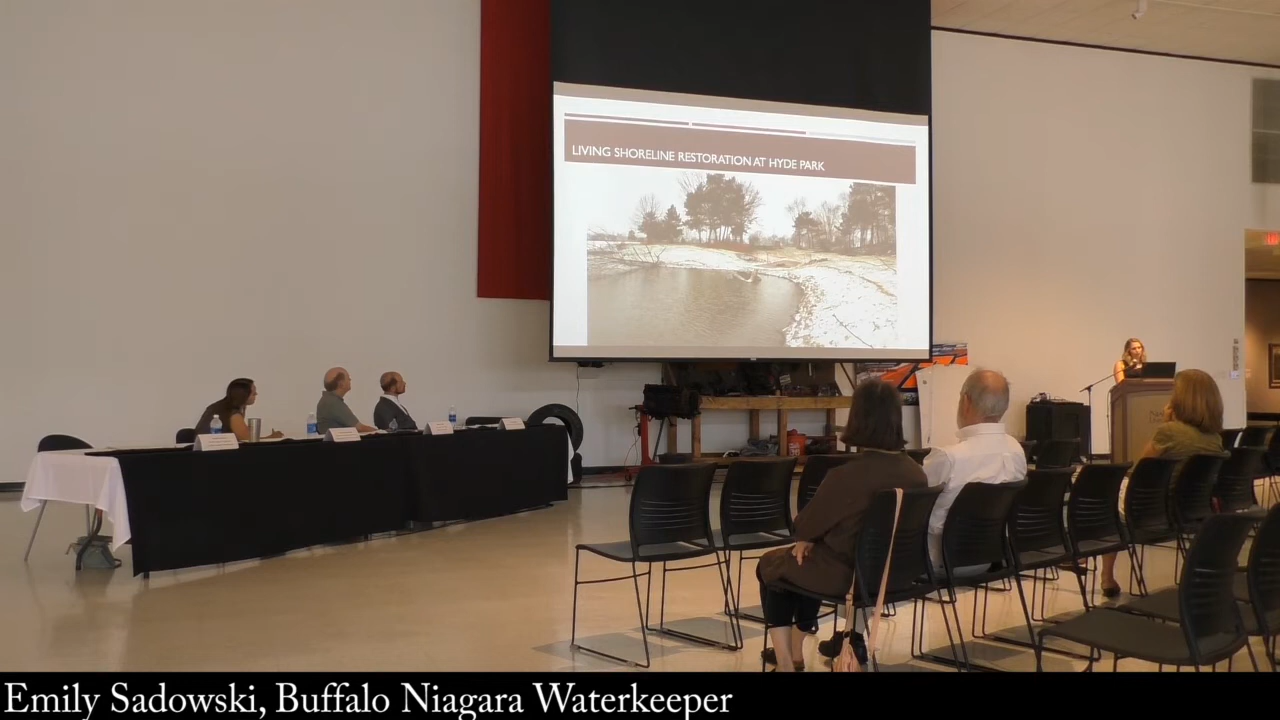 LIVING SHORELINE RESTORATION AT HYDE PARK
Emily Sadowski, Buffalo Niagara Waterkeeper